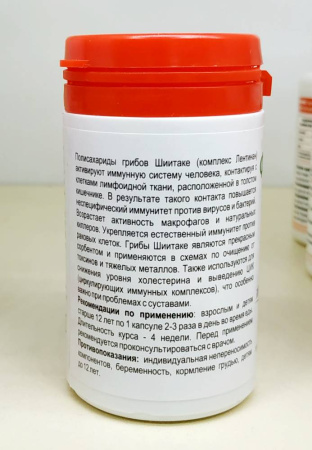 Полисахариды грибов Шиитаке (комплекс Лентинан)
активируют иммунную систему человека, контактируя с
клетками лимфоидной ткани, расположенной в толстом
кишечнике. В результате такого контакта повышается
неспецифический иммунитет против вирусов и бактерий.
Возрастает активность макрофагов и натуральных
киллеров. Укрепляется естественный иммунитет против
раковых клеток. Грибы Шиитаке являются прекрасным
сорбентом и применяются в схемах по очищению от
токсинов и тяжелых металлов. Также используются для
снижения уровня холестерина и выведению ЦИК
(циркулирующих иммунных комплексов), что особенно
важно при проблемах с суставами.
Рекомендации по применению: взрослым и детям
старше 12 лет по 1 капсуле 2-3 раза в день во время еды.
Длительность курса - 4 недели. Перед применением
рекомендуется проконсультироваться с врачом.
Противопоказания: индивидуальная непереносимость
компонентов, беременность, кормление грудью, детям
до 12 лет.